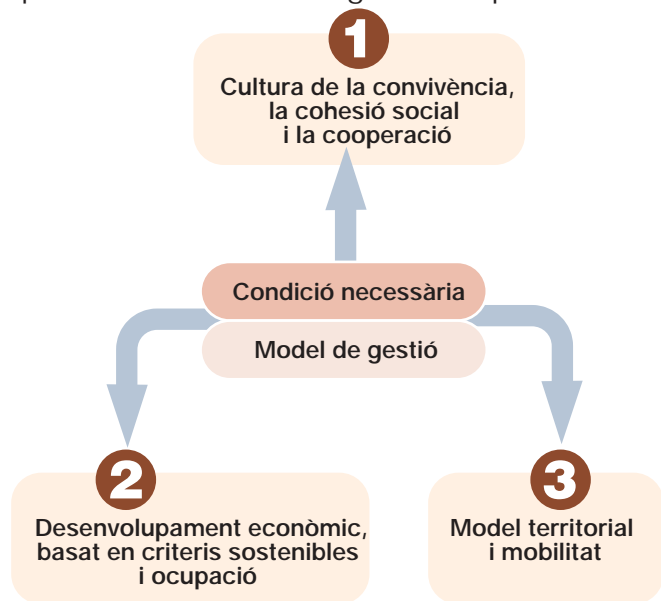 1
Cultura de la convivència,
la cohesió social
i la cooperació
Condició necessària
Model de gestió
2
Desenvolupament econòmic,
basat en criteris sostenibles
i ocupació
3
Model territorial
i mobilitat